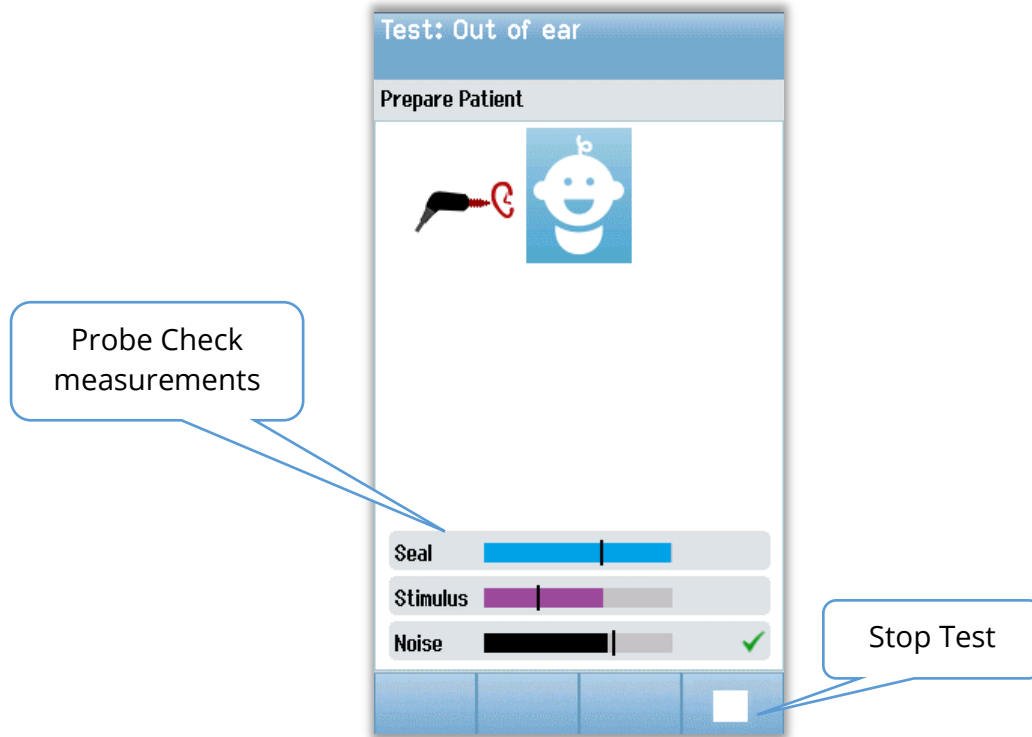 Test: Out of ear
Prepare Patient
Probe Check
measurements
Seal
Stimulus
Noise
Stop Test